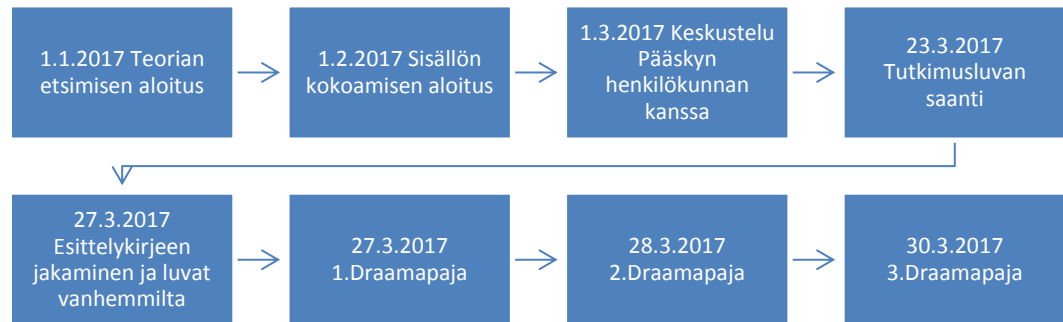 1.1.2017 Teorian
etsimisen aloitus
1.2.2017 Sisällön
kokoamisen aloitus
1.3.2017 Keskustelu
Pääskyn
henkilökunnan
kanssa
23.3.2017
Tutkimusluvan
saanti
27.3.2017
Esittelykirjeen
jakaminen ja luvat
vanhemmilta
27.3.2017
1.Draamapaja
28.3.2017
2.Draamapaja
30.3.2017
3.Draamapaja